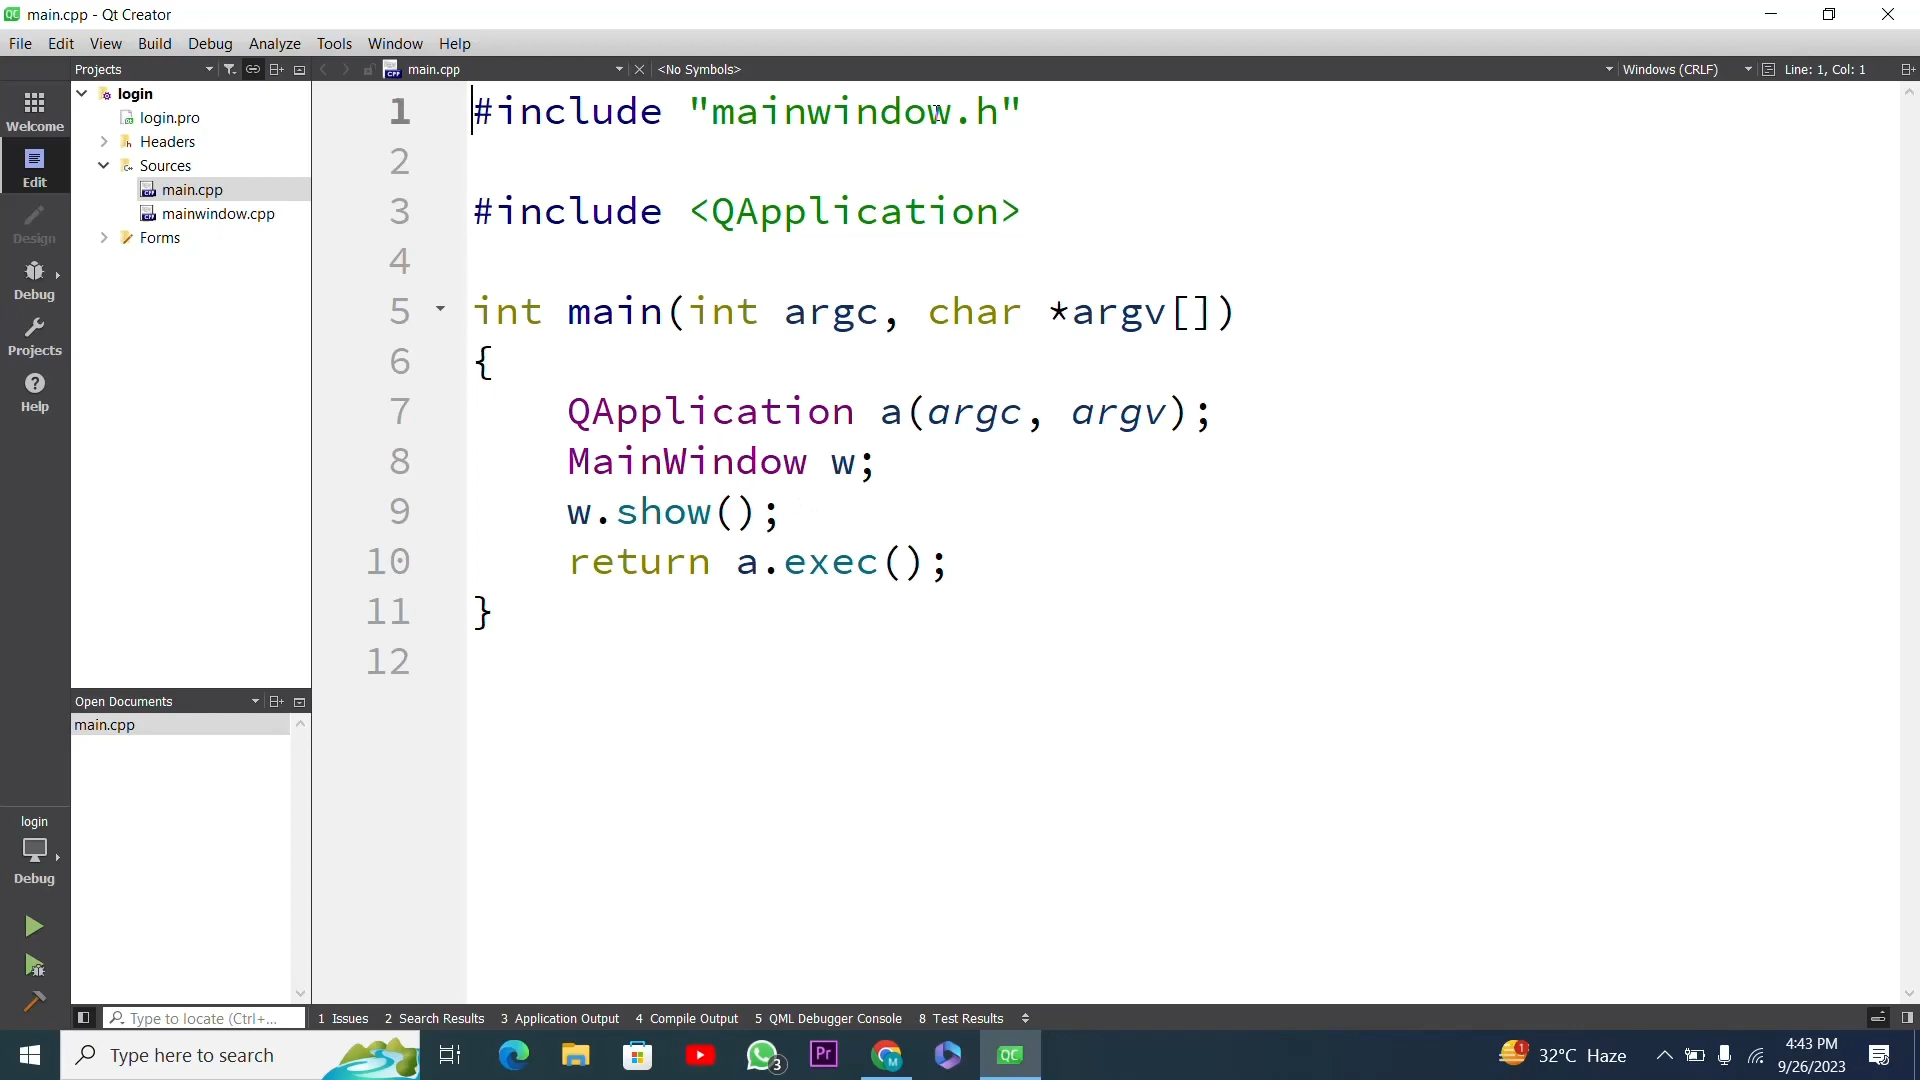 main.cpp - Qt Creator
File Edit View Build Debug Analyze Tools Window Help
Projects main.cpp <No Symbols> Windows (CRLF) Line: 1, Col: 1
Welcome
Edit
Design
Debug
Projects
Help
login
login.pro
Headers
Sources
main.cpp
mainwindow.cpp
Forms
1 #include "mainwindow.h"
2
3 #include <QApplication>
4
5 int main(int argc, char *argv[])
6 {
7 QApplication a(argc, argv);
8 MainWindow w;
9 w.show();
10 return a.exec();
11 }
12
Open Documents
main.cpp
login
Debug
Type to locate (Ctrl+... 1 Issues 2 Search Results 3 Application Output 4 Compile Output 5 QML Debugger Console 8 Test Results
Type here to search 3 Pr M QC 1 32°C Haze 4:43 PM
9/26/2023